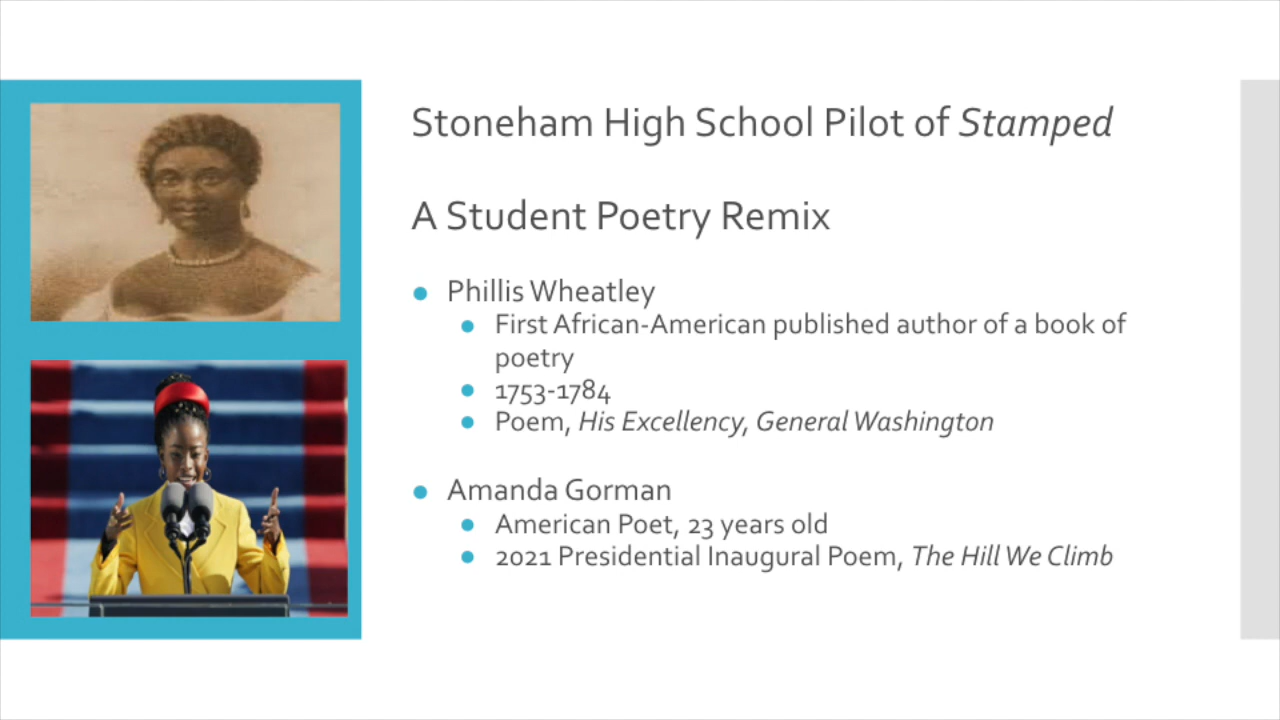 Stoneham High School Pilot of Stamped
A Student Poetry Remix
Phillis Wheatley
First African-American published author of a book of
poetry
1753-1784
Poem, His Excellency, General Washington
Amanda Gorman
American Poet, 23 years old
2021 Presidential Inaugural Poem, The Hill We Climb